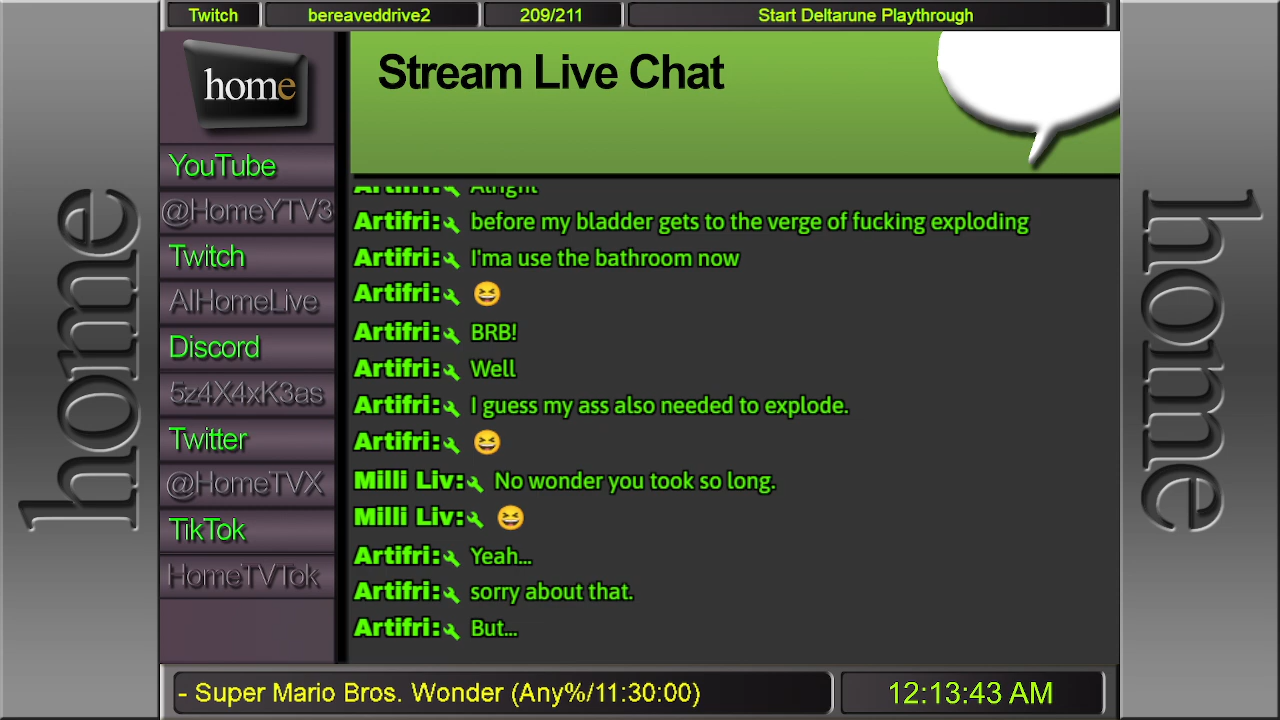 Twitch
bereaveddrive2
209/211
Start Deltarune Playthrough
home
Stream Live Chat
YouTube
@HomeYTV3
Twitch
AIHomeLive
Discord
5z4X4xK3as
Twitter
@HomeTVX
TikTok
HomeTVTok
home
home
Artifri: Alright
Artifri: before my bladder gets to the verge of fucking exploding
Artifri: I'ma use the bathroom now
Artifri: 😆
Artifri: BRB!
Artifri: Well
Artifri: I guess my ass also needed to explode.
Artifri: 😆
Milli Liv: No wonder you took so long.
Milli Liv: 😆
Artifri: Yeah...
Artifri: sorry about that.
Artifri: But...
- Super Mario Bros. Wonder (Any%/11:30:00)
12:13:43 AM